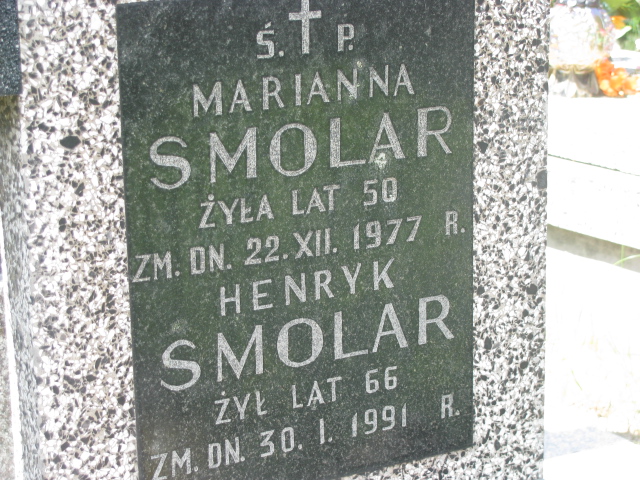 Ś. P.
MARIANNA
SMOLAR
ŻYŁA LAT 50
ZM. DN. 22. XII. 1977 R.
HENRYK
SMOLAR
ŻYŁ LAT 66
ZM. DN. 30. I. 1991 R.